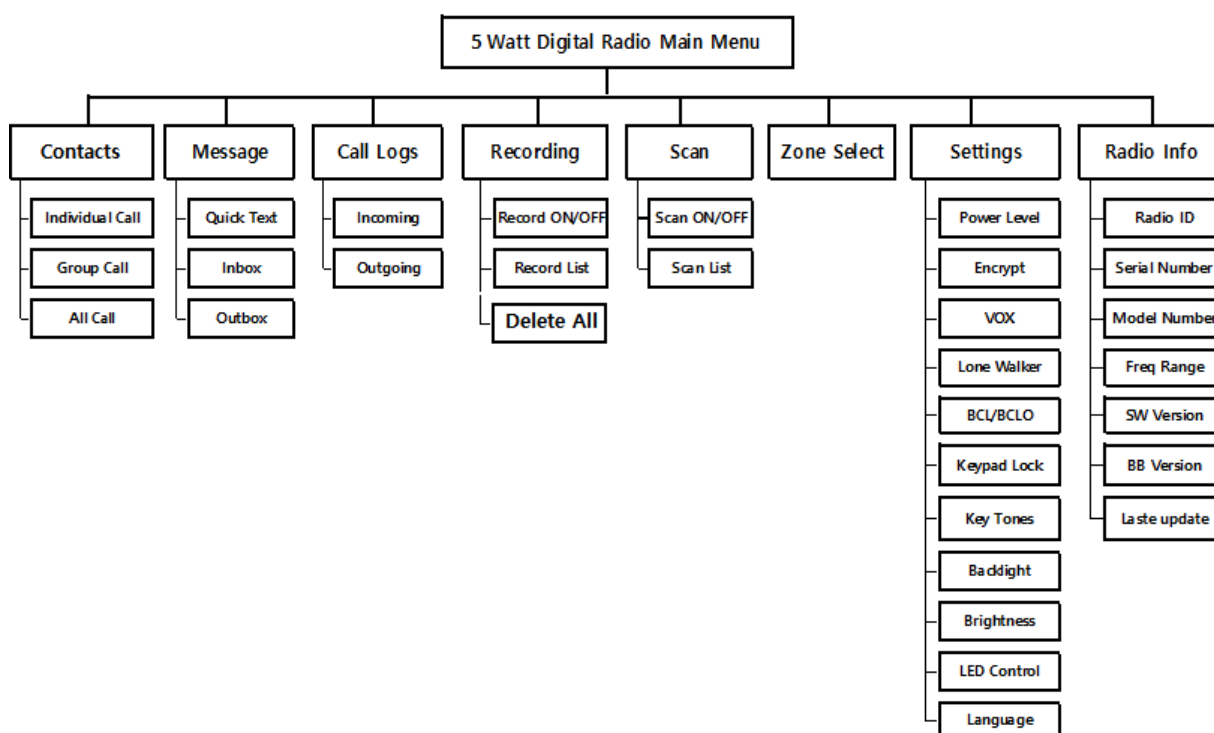 5 Watt Digital Radio Main Menu
Contacts
Message
Call Logs
Recording
Scan
Zone Select
Settings
Radio Info
Individual Call
Group Call
All Call
Quick Text
Inbox
Outbox
Incoming
Outgoing
Record ON/OFF
Record List
Delete All
Scan ON/OFF
Scan List
Power Level
Encrypt
VOX
Lone Walker
BCL/BCLO
Keypad Lock
Key Tones
Backlight
Brightness
LED Control
Language
Radio ID
Serial Number
Model Number
Freq Range
SW Version
BB Version
Laste update